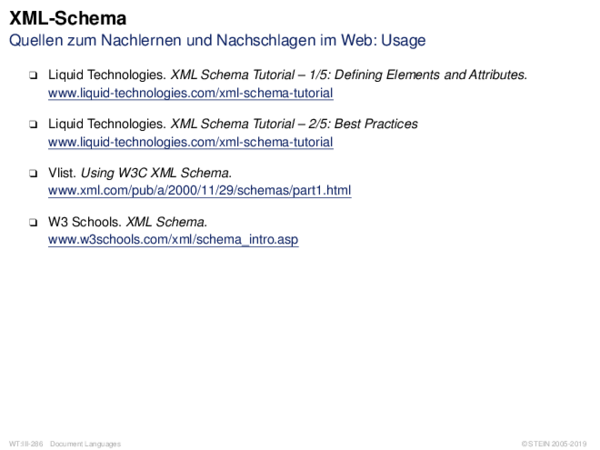 XML-Schema
Quellen zum Nachlernen und Nachschlagen im Web: Usage
❑ Liquid Technologies. XML Schema Tutorial – 1/5: Defining Elements and Attributes.
www.liquid-technologies.com/xml-schema-tutorial
❑ Liquid Technologies. XML Schema Tutorial – 2/5: Best Practices
www.liquid-technologies.com/xml-schema-tutorial
❑ Vlist. Using W3C XML Schema.
www.xml.com/pub/a/2000/11/29/schemas/part1.html
❑ W3 Schools. XML Schema.
www.w3schools.com/xml/schema_intro.asp
Document Languages
© STEIN 2005-2019